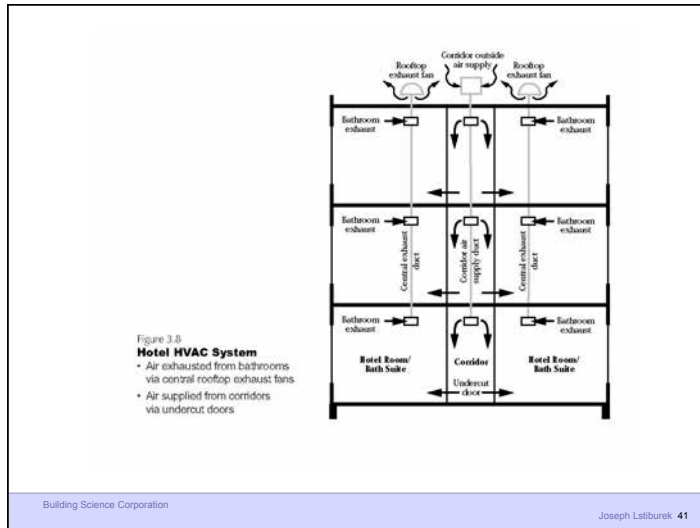 Corridor outside
air supply
Rooftop
exhaust fan
Rooftop
exhaust fan
Bathroom
exhaust
Bathroom
exhaust
Bathroom
exhaust
Bathroom
exhaust
Central exhaust
duct
Corridor air
supply duct
Central exhaust
duct
Bathroom
exhaust
Bathroom
exhaust
Hotel Room/
Bath Suite
Corridor
Hotel Room/
Bath Suite
Undercut
door
Figure 3.8
Hotel HVAC System
• Air exhausted from bathrooms
via central rooftop exhaust fans
• Air supplied from corridors
via undercut doors
Building Science Corporation
Joseph Lstiburek 41